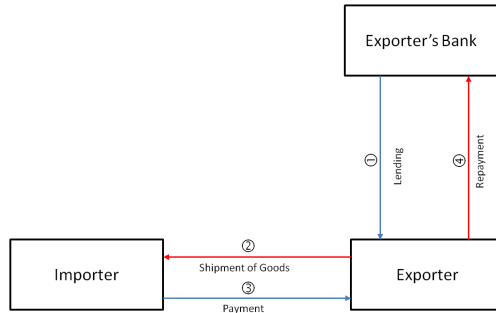 Exporter's Bank
①
Lending
④
Repayment
②
Shipment of Goods
Importer
Exporter
③
Payment